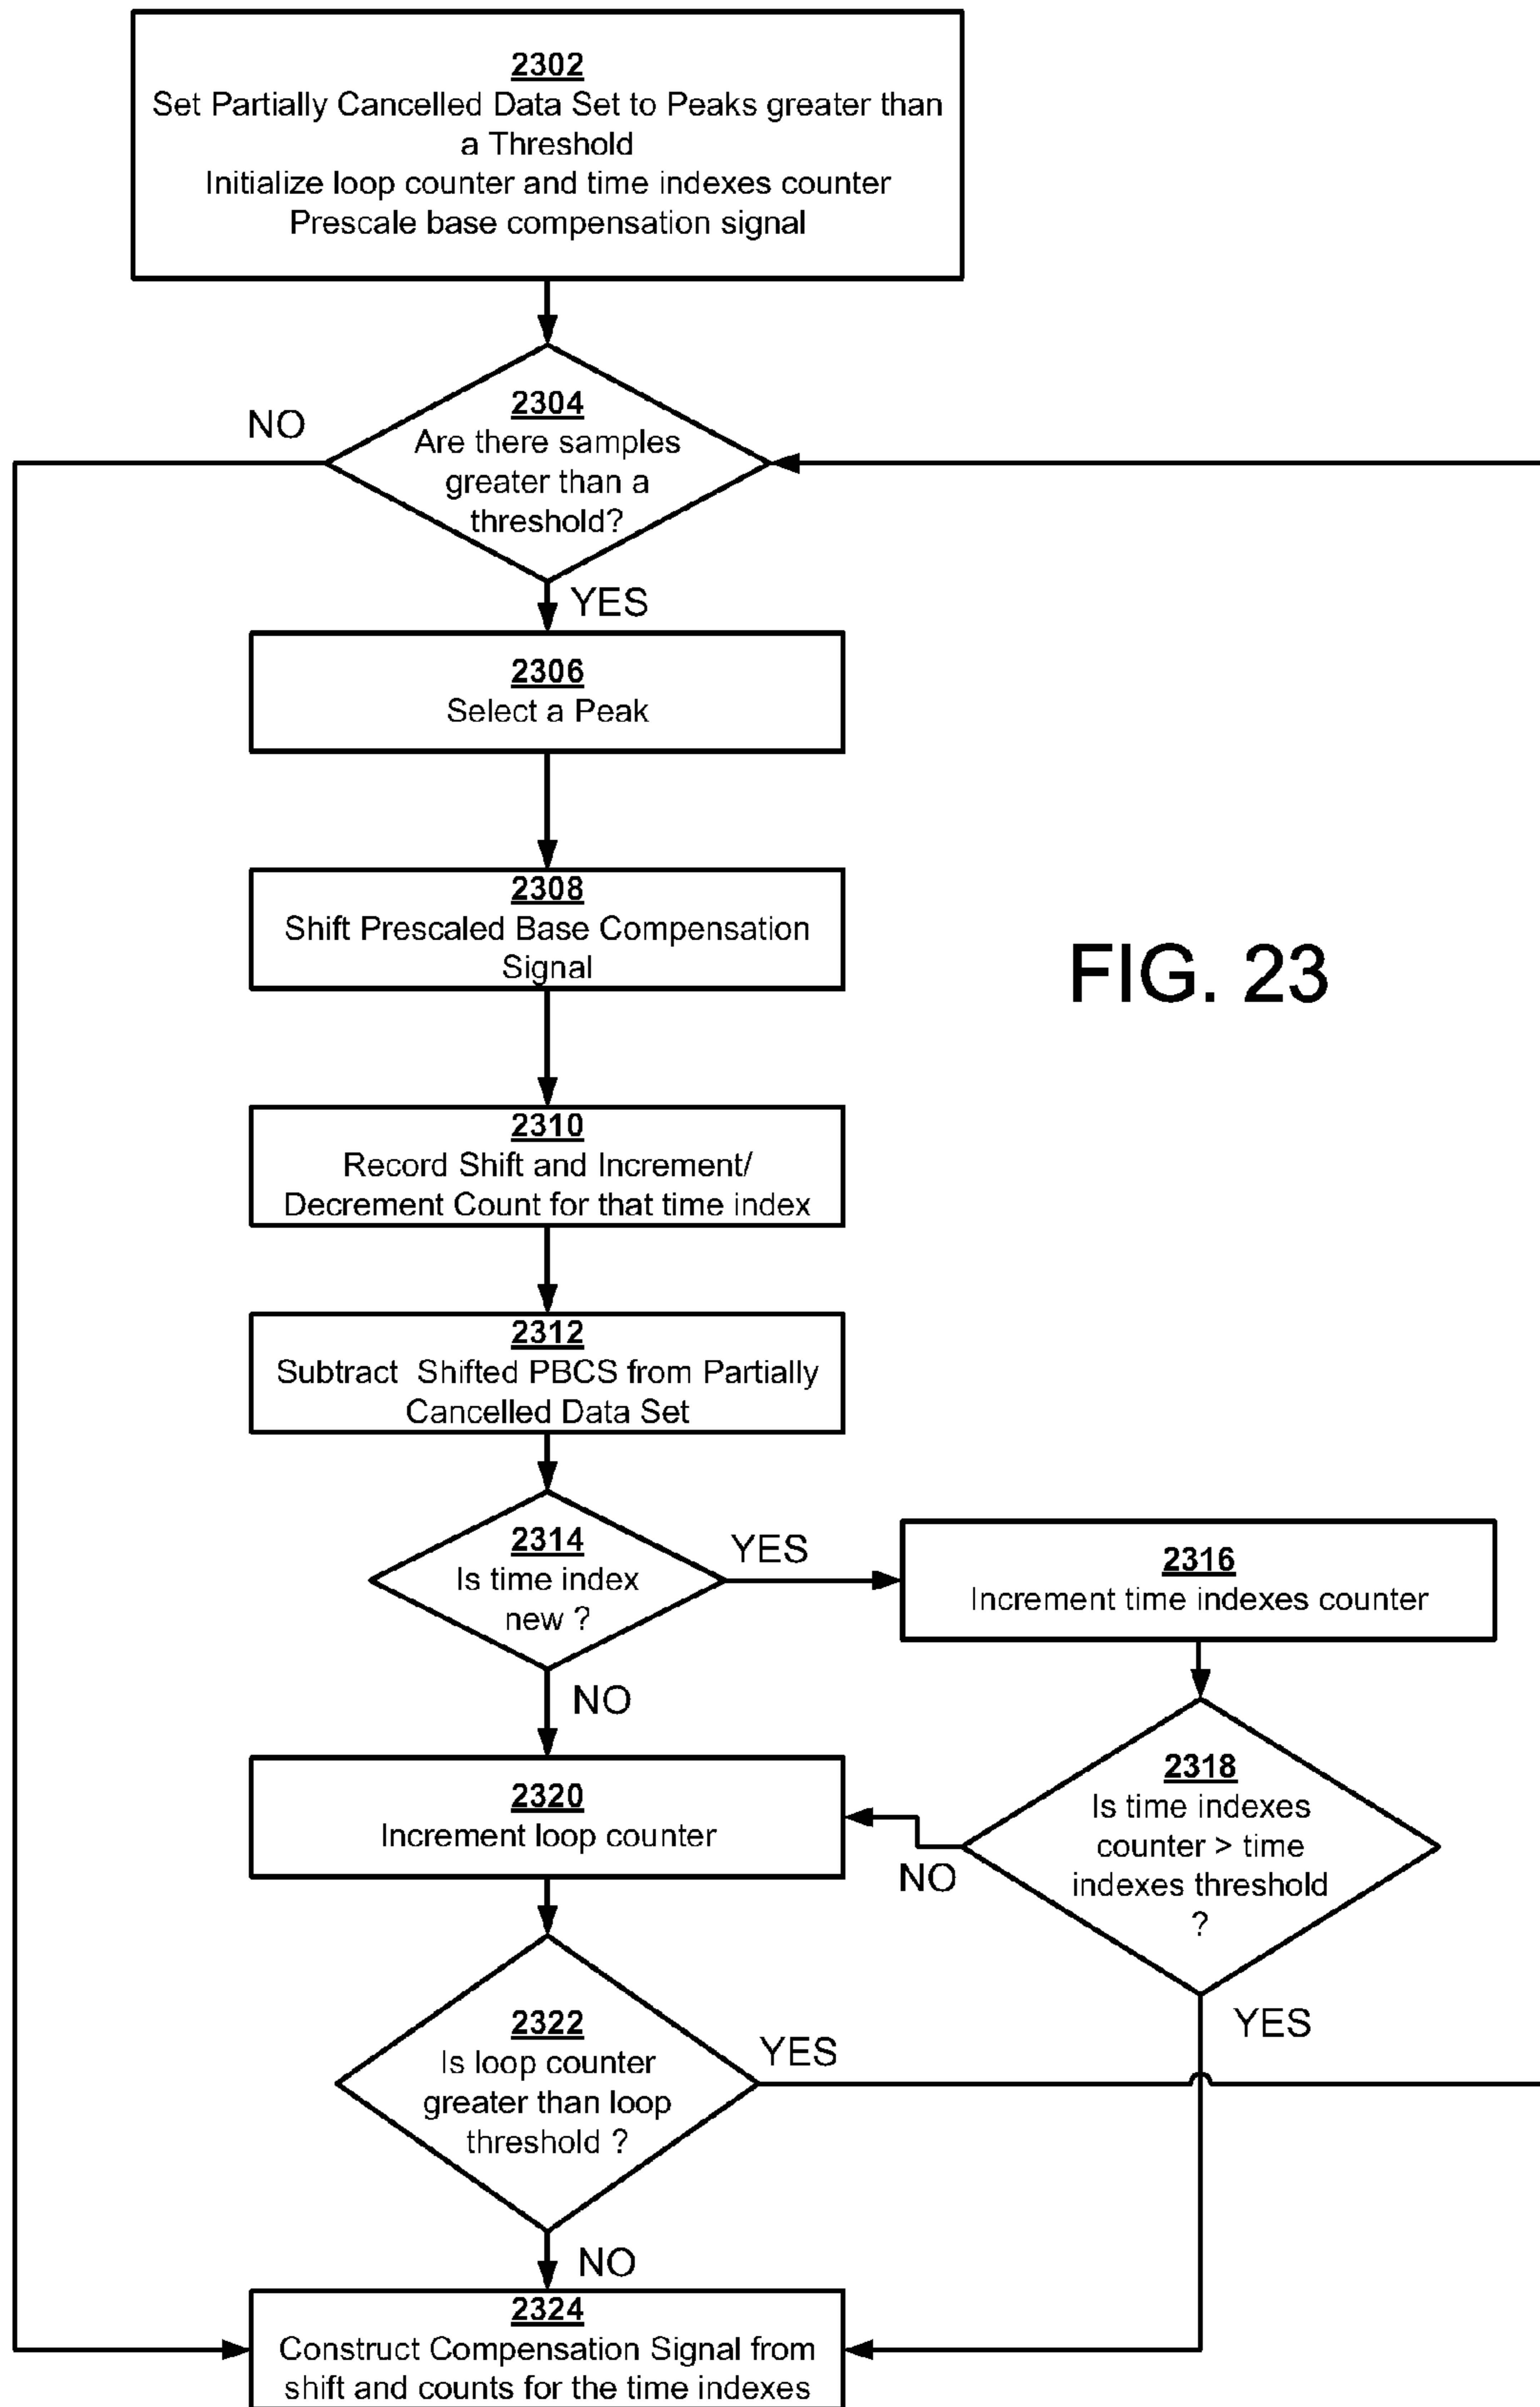 2302
Set Partially Cancelled Data Set to Peaks greater than
a Threshold
Initialize loop counter and time indexes counter
Prescale base compensation signal
NO
2304
Are there samples
greater than a
threshold?
YES
2306
Select a Peak
2308
Shift Prescaled Base Compensation
Signal
FIG. 23
2310
Record Shift and Increment/
Decrement Count for that time index
2312
Subtract Shifted PBCS from Partially
Cancelled Data Set
2314
Is time index
new ?
YES
2316
Increment time indexes counter
NO
2318
Is time indexes
counter > time
indexes threshold
?
2320
Increment loop counter
NO
YES
2322
Is loop counter
greater than loop
threshold ?
YES
NO
2324
Construct Compensation Signal from
shift and counts for the time indexes